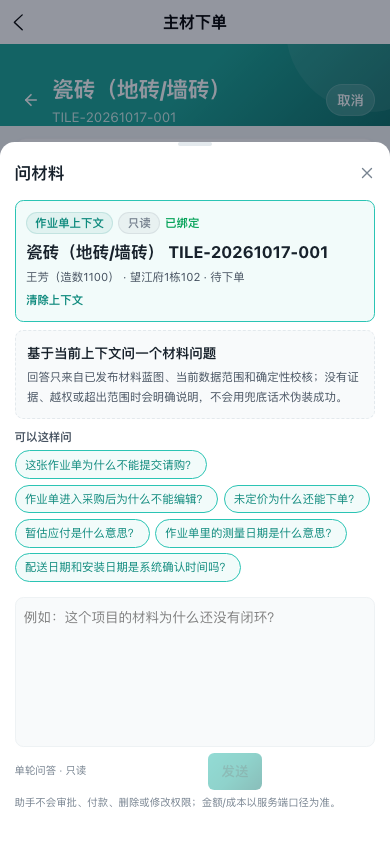 主材下单
瓷砖（地砖/墙砖）
TILE-20261017-001
取消
问材料
作业单上下文 只读 已绑定
瓷砖（地砖/墙砖） TILE-20261017-001
王芳（造数1100） · 望江府1栋102 · 待下单
清除上下文
基于当前上下文问一个材料问题
回答只来自已发布材料蓝图、当前数据范围和确定性校核；没有证
据、越权或超出范围时会明确说明，不会用兜底话术伪装成功。
可以这样问
这张作业单为什么不能提交请购？
作业单进入采购后为什么不能编辑？ 未定价为什么还能下单？
暂估应付是什么意思？ 作业单里的测量日期是什么意思？
配送日期和安装日期是系统确认时间吗？
例如：这个项目的材料为什么还没有闭环？
单轮问答 · 只读
发送
助手不会审批、付款、删除或修改权限；金额/成本以服务端口径为准。